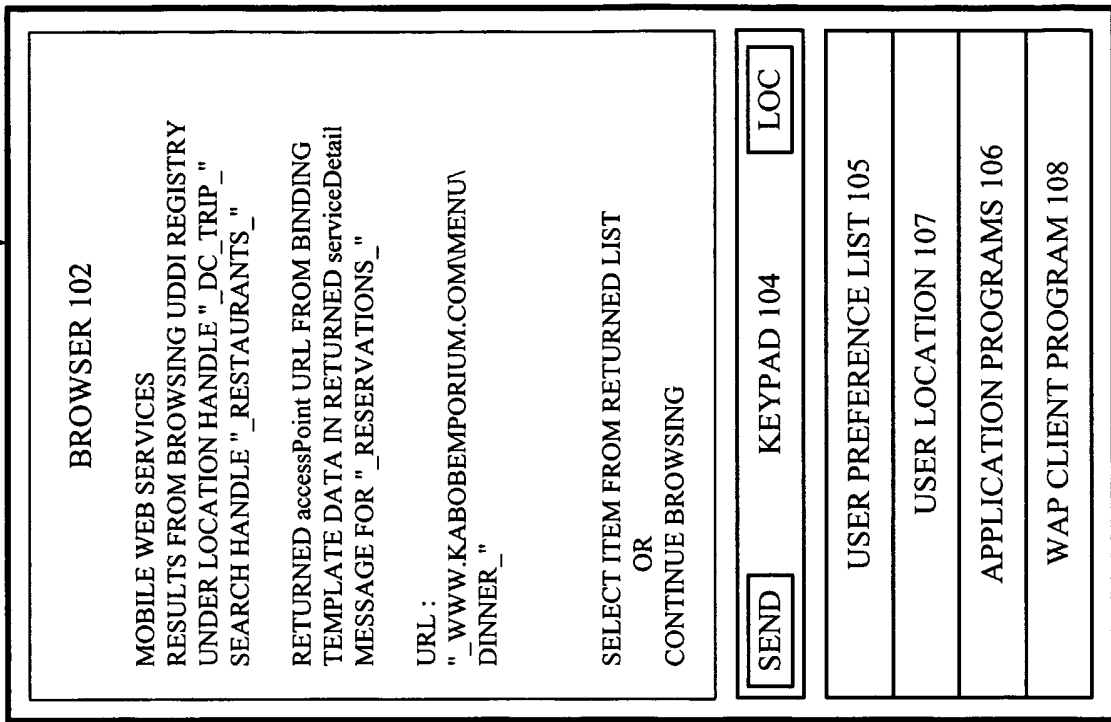 BROWSER 102
MOBILE WEB SERVICES
RESULTS FROM BROWSING UDDI REGISTRY
UNDER LOCATION HANDLE "_DC_TRIP_"
SEARCH HANDLE "_RESTAURANTS_"
RETURNED accessPoint URL FROM BINDING
TEMPLATE DATA IN RETURNED serviceDetail
MESSAGE FOR "_RESERVATIONS_"
URL :
"_WWW.KABOBEMPORIUM.COM\MENU\
DINNER_"
SELECT ITEM FROM RETURNED LIST
OR
CONTINUE BROWSING
SEND KEYPAD 104 LOC
USER PREFERENCE LIST 105
USER LOCATION 107
APPLICATION PROGRAMS 106
WAP CLIENT PROGRAM 108